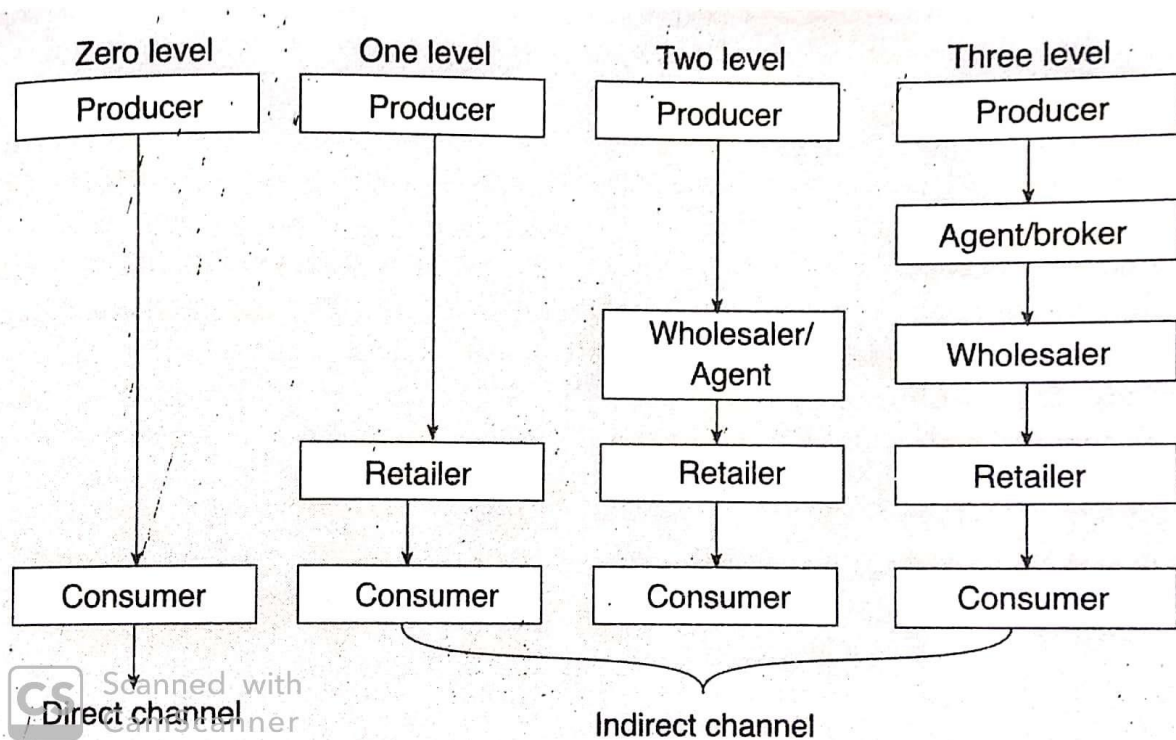 Zero level
Producer
Consumer
Direct channel
One level
Producer
Retailer
Consumer
Two level
Producer
Wholesaler/
Agent
Retailer
Consumer
Three level
Producer
Agent/broker
Wholesaler
Retailer
Consumer
Indirect channel
CS
Scanned with
CamScanner